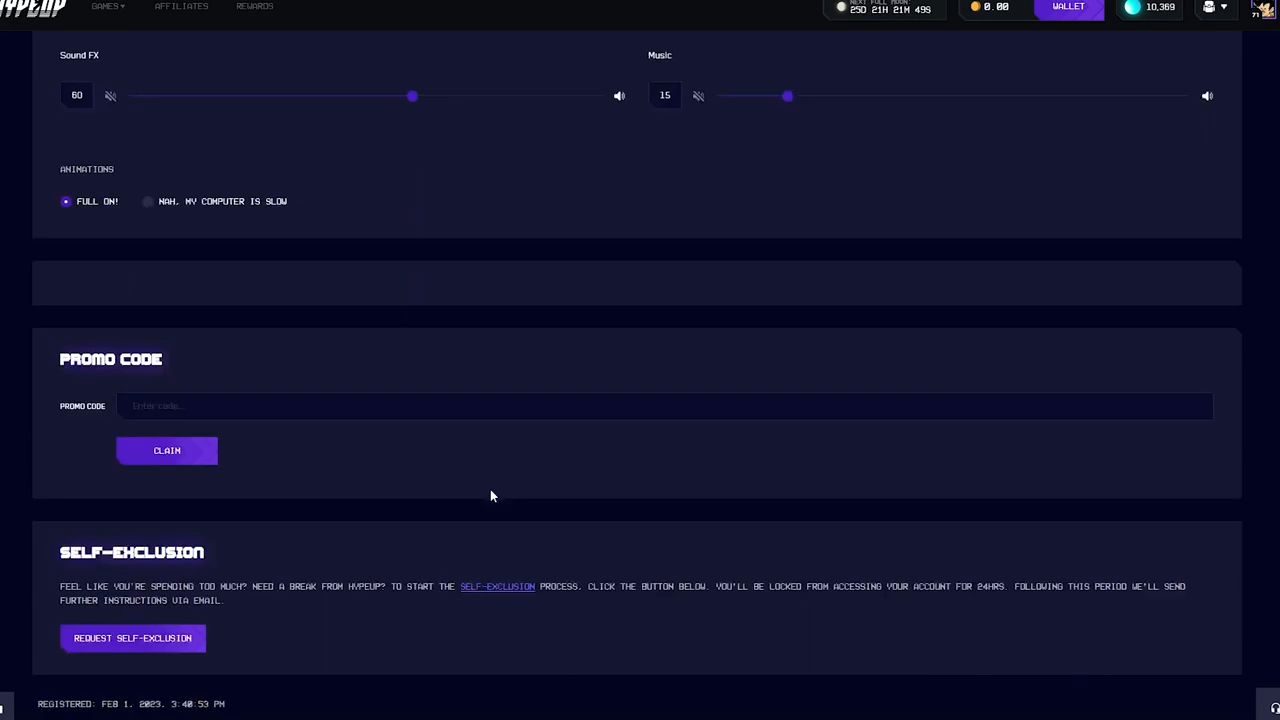 HYPEUP
GAMES
AFFILIATES
REWARDS
NEXT FULL MOON:
25D 21H 21M 49S
0.00
WALLET
10,369
71
Sound FX
Music
60
15
ANIMATIONS
FULL ON!
NAH, MY COMPUTER IS SLOW
PROMO CODE
PROMO CODE
Enter code...
CLAIM
SELF-EXCLUSION
FEEL LIKE YOU'RE SPENDING TOO MUCH? NEED A BREAK FROM HYPEUP? TO START THE SELF-EXCLUSION PROCESS, CLICK THE BUTTON BELOW. YOU'LL BE LOCKED FROM ACCESSING YOUR ACCOUNT FOR 24HRS. FOLLOWING THIS PERIOD WE'LL SEND
FURTHER INSTRUCTIONS VIA EMAIL.
REQUEST SELF-EXCLUSION
REGISTERED: FEB 1, 2023, 3:40:53 PM